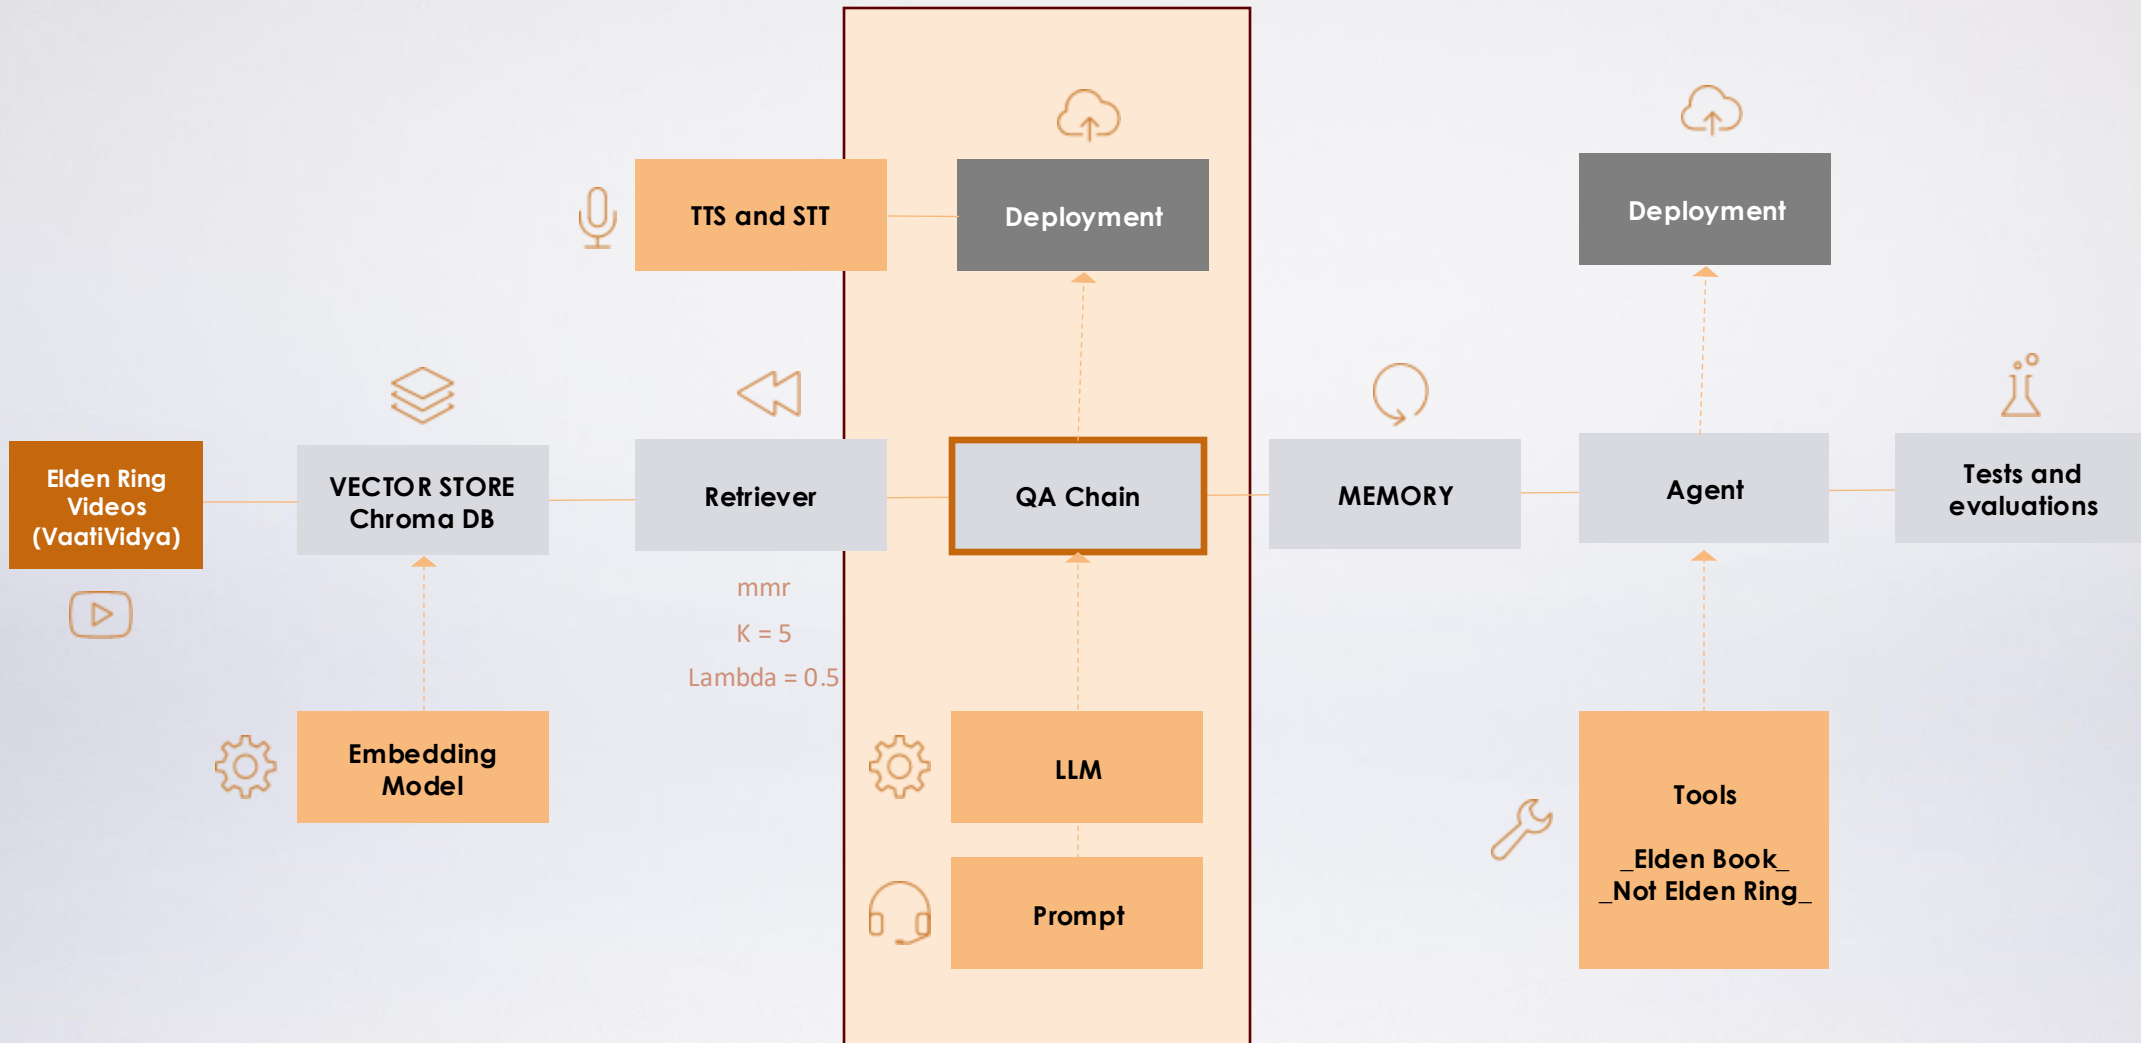 TTS and STT
Deployment
Deployment
Elden Ring
Videos
(VaatiVidya)
VECTOR STORE
Chroma DB
Retriever
QA Chain
MEMORY
Agent
Tests and
evaluations
mmr
K = 5
Lambda = 0.5
Embedding
Model
LLM
Prompt
Tools
_Elden Book_
_Not Elden Ring_